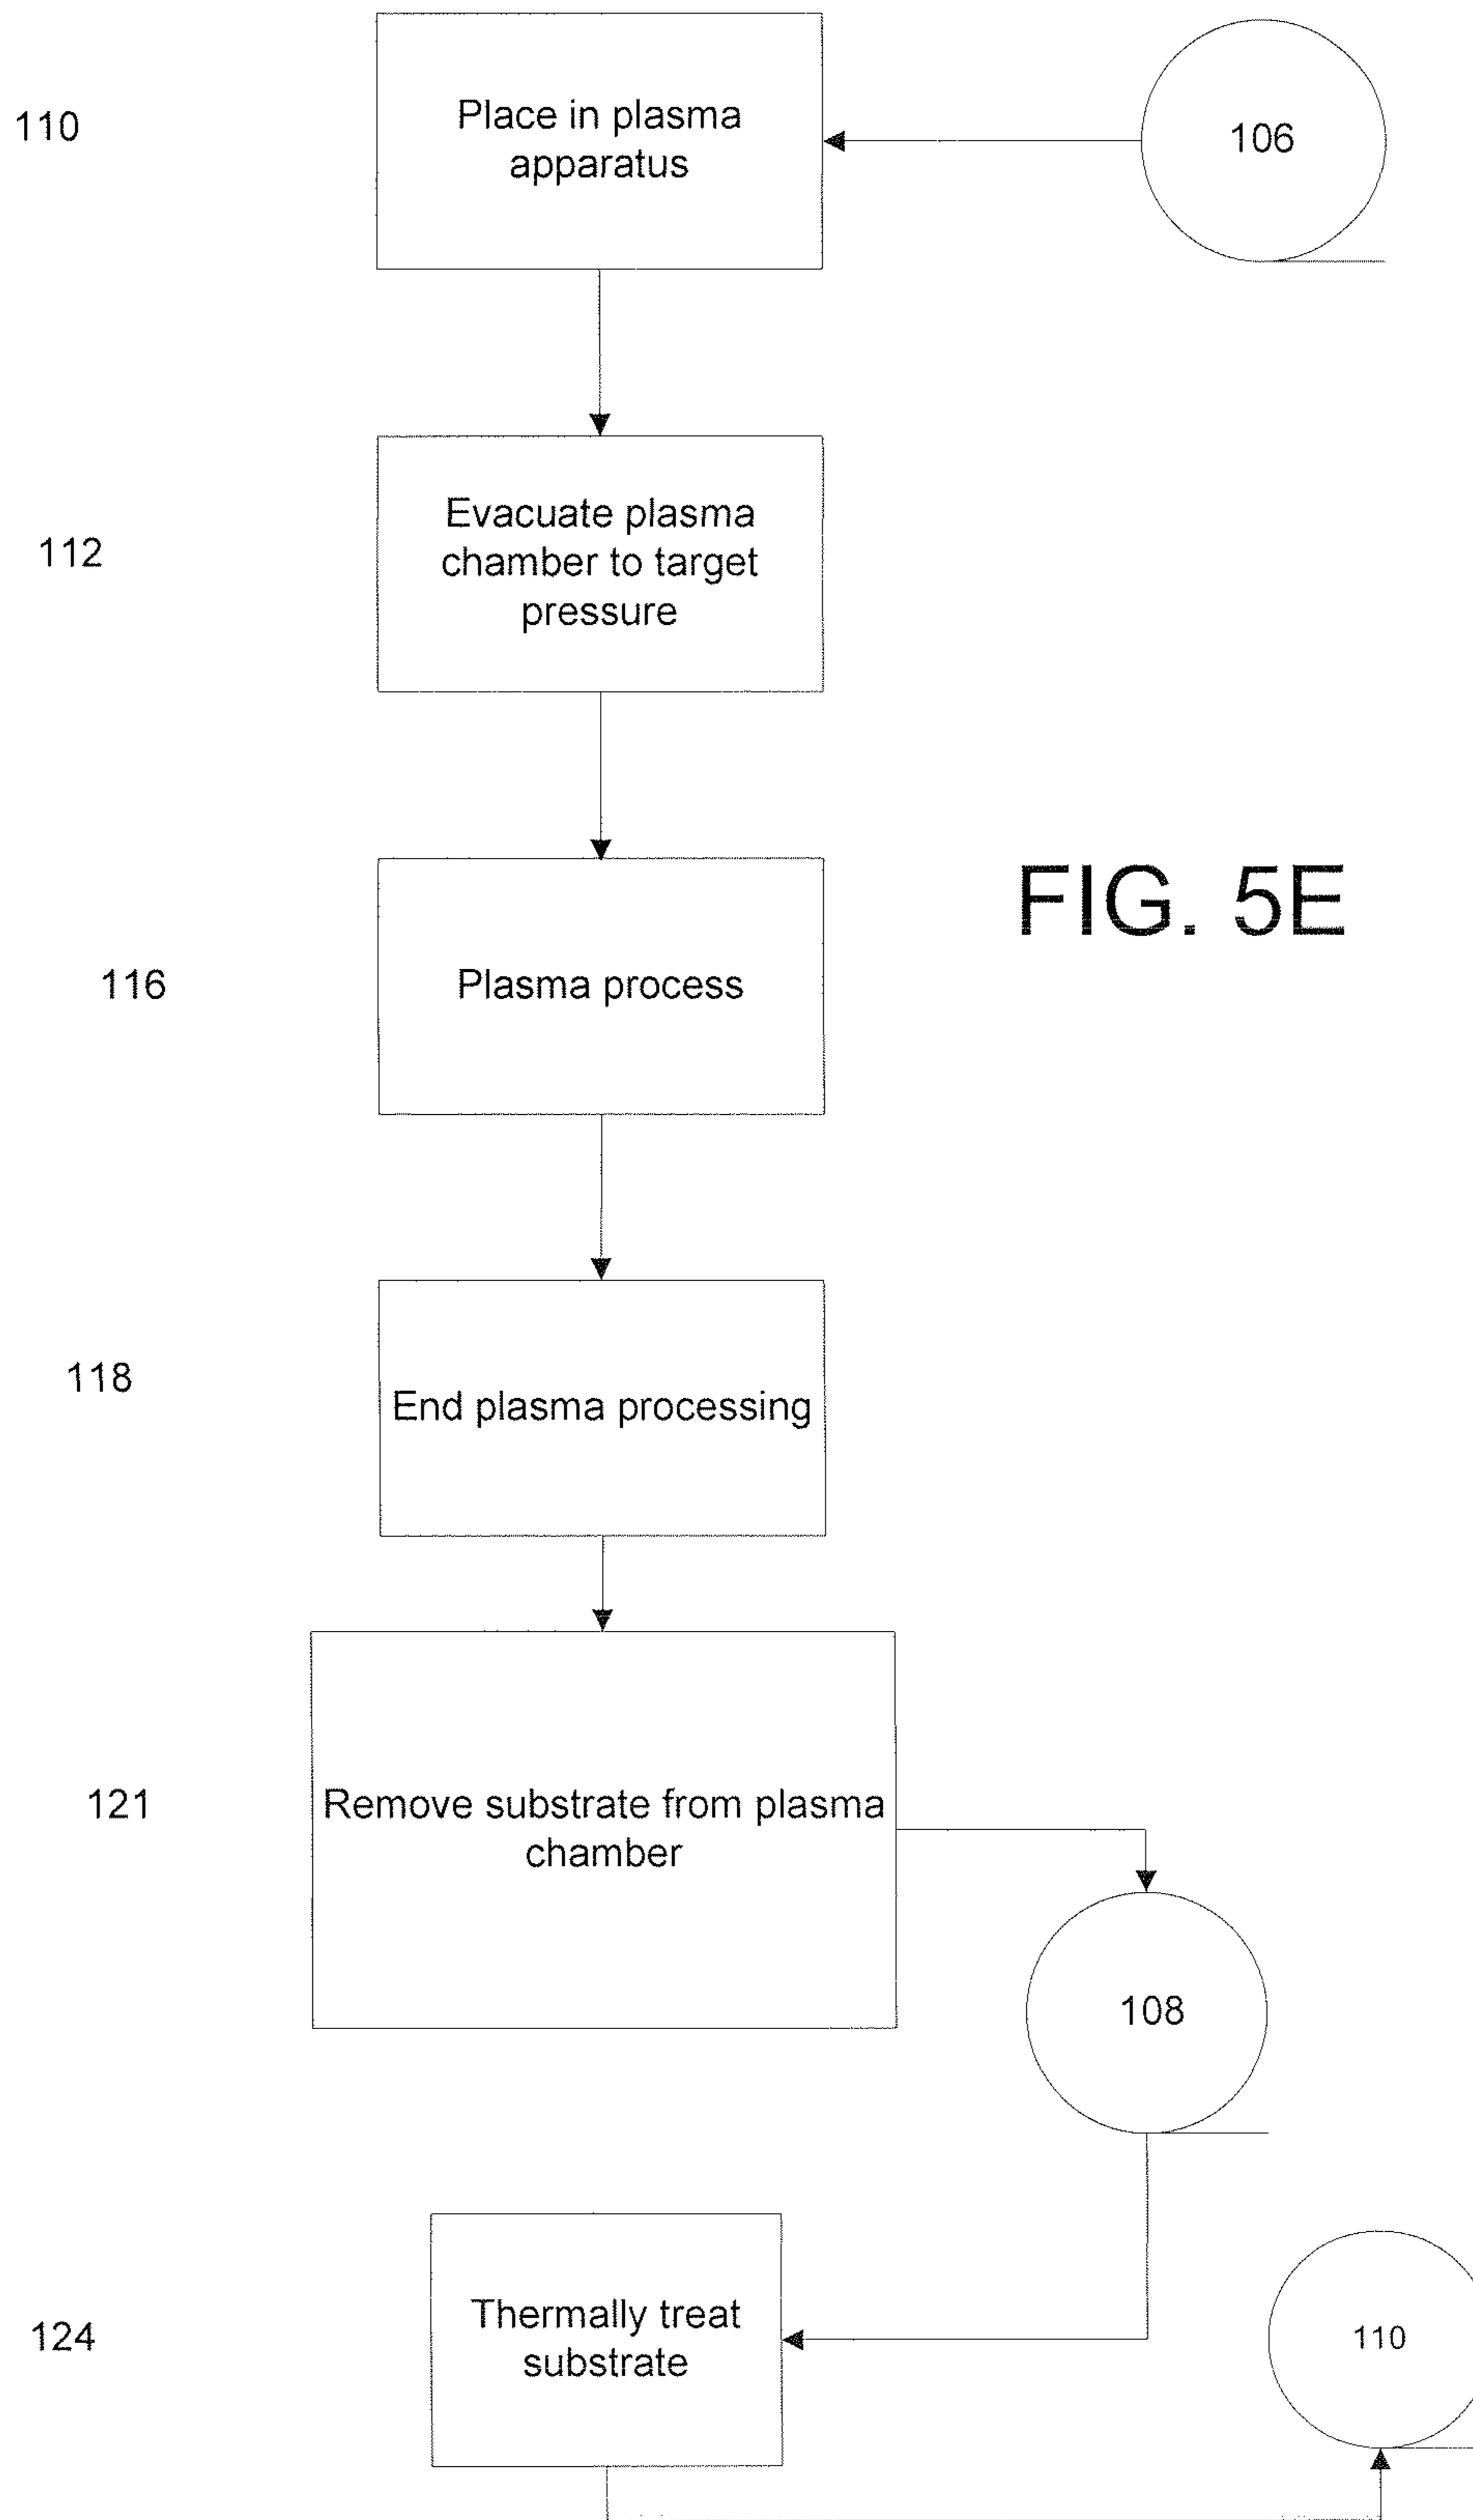 110
Place in plasma
apparatus
106
112
Evacuate plasma
chamber to target
pressure
FIG. 5E
116
Plasma process
118
End plasma processing
121
Remove substrate from plasma
chamber
108
124
Thermally treat
substrate
110